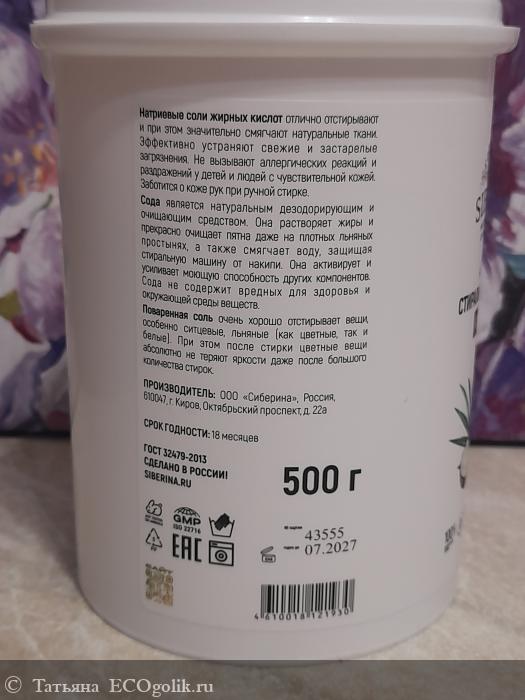 Натриевые соли жирных кислот отлично отстирывают
и при этом значительно смягчают натуральные ткани.
Эффективно устраняют свежие и застарелые
загрязнения. Не вызывают аллергических реакций и
раздражений у детей и людей с чувствительной кожей.
Заботится о коже рук при ручной стирке.
Сода является натуральным дезодорирующим и
очищающим средством. Она растворяет жиры и
прекрасно очищает пятна даже на плотных льняных
простынях, а также смягчает воду, защищая
стиральную машину от накипи. Она активирует и
усиливает моющую способность других компонентов.
Сода не содержит вредных для здоровья и
окружающей среды веществ.
Поваренная соль очень хорошо отстирывает вещи,
особенно ситцевые, льняные (как цветные, так и
белые). При этом после стирки цветные вещи
абсолютно не теряют яркости даже после большого
количества стирок.
ПРОИЗВОДИТЕЛЬ: ООО «Сиберина», Россия,
610047, г. Киров, Октябрьский проспект, д. 22а
СРОК ГОДНОСТИ: 18 месяцев
ГОСТ 32479-2013
СДЕЛАНО В РОССИИ!
SIBERINA.RU
500 г
GMP
ISO 22716
EAC
43555
07.2027
4 610018 121930
Татьяна ECOgolik.ru